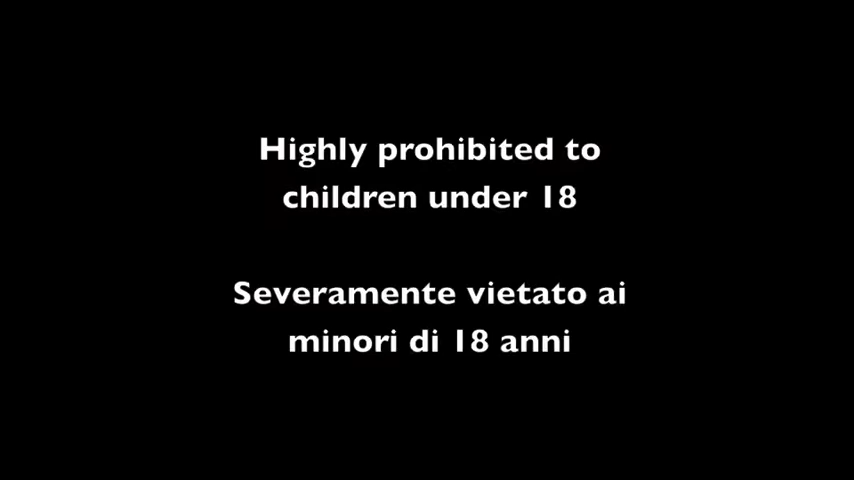 Highly prohibited to
children under 18
Severamente vietato ai
minori di 18 anni